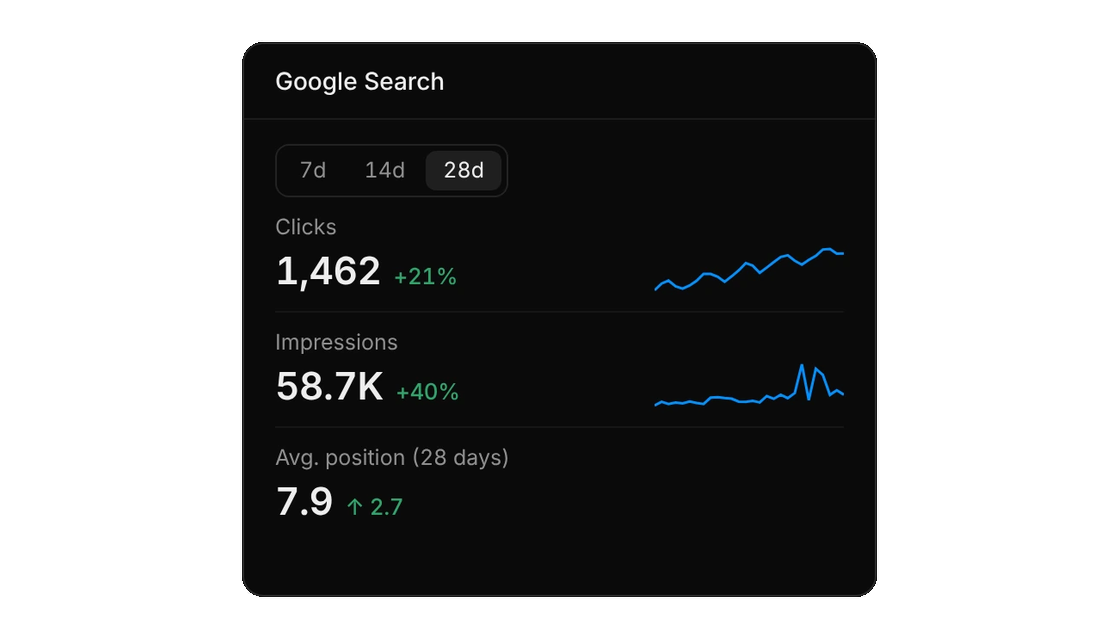 Google Search
7d 14d 28d
Clicks
1,462 +21%
Impressions
58.7K +40%
Avg. position (28 days)
7.9 ↑ 2.7